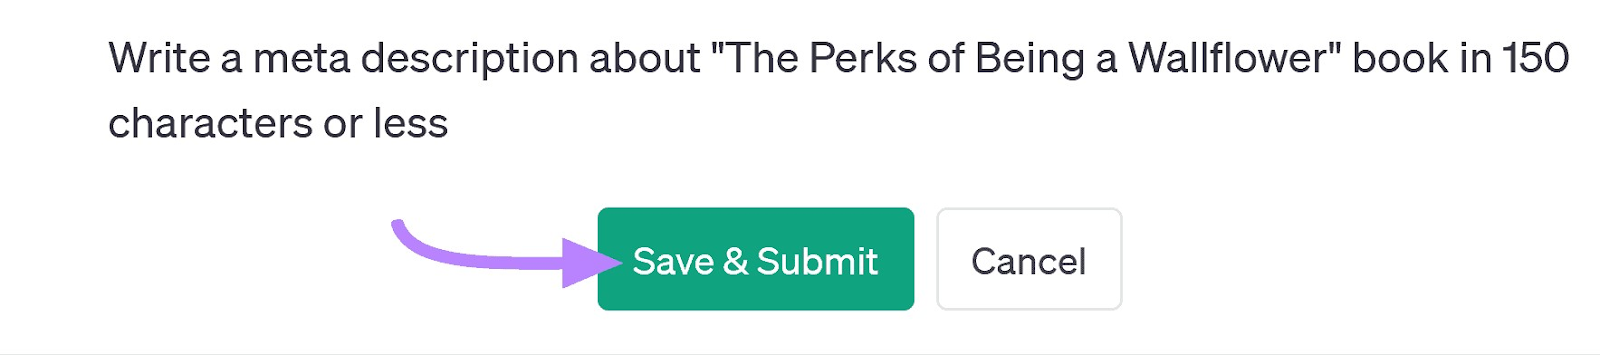 Write a meta description about "The Perks of Being a Wallflower" book in 150
characters or less
Save & Submit
Cancel